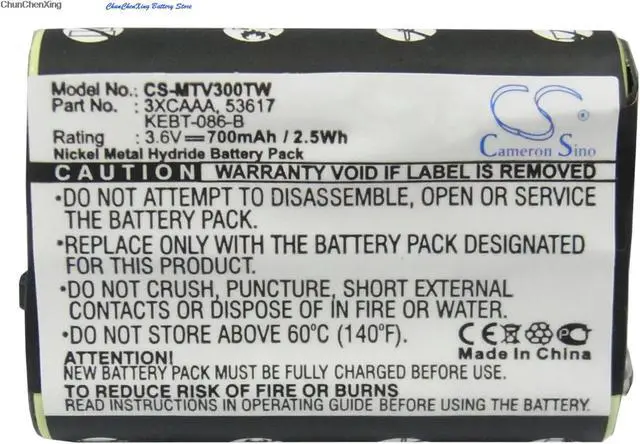 ChunChenXing
ChunChenXing Battery Store
Model No.: CS-MTV300TW
Part No. : 3XCAAA, 53617
KEBT-086-B
Rating : 3.6V 700mAh / 2.5Wh
Nickel Metal Hydride Battery Pack
CS
Cameron Sino
CAUTION WARRANTY VOID IF LABEL IS REMOVED
•DO NOT ATTEMPT TO DISASSEMBLE, OPEN OR SERVICE
THE BATTERY PACK.
•REPLACE ONLY WITH THE BATTERY PACK DESIGNATED
FOR THIS PRODUCT.
•DO NOT CRUSH, PUNCTURE, SHORT EXTERNAL
CONTACTS OR DISPOSE OF IN FIRE OR WATER.
•DO NOT STORE ABOVE 60°C (140°F).
CE
Made In China
ATTENTION!
NEW BATTERY PACK MUST BE FULLY CHARGED BEFORE USE.
TO REDUCE RISK OF FIRE OR BURNS
READ INSTRUCTIONS IN OPERATING GUIDE BEFORE USING THE BATTERY.